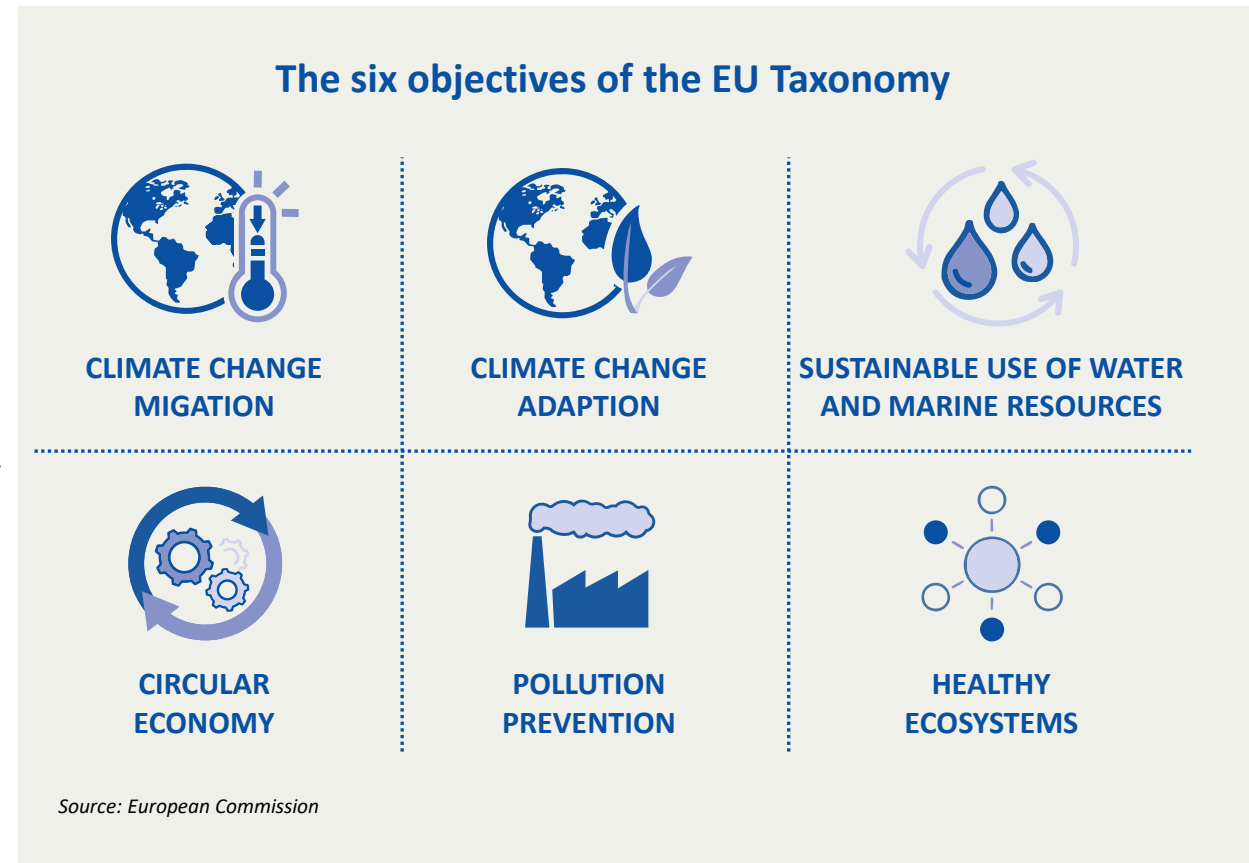 The six objectives of the EU Taxonomy
CLIMATE CHANGE
MIGATION
CLIMATE CHANGE
ADAPTION
SUSTAINABLE USE OF WATER
AND MARINE RESOURCES
CIRCULAR
ECONOMY
POLLUTION
PREVENTION
HEALTHY
ECOSYSTEMS
Source: European Commission